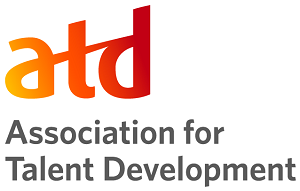 atd
Association for
Talent Development